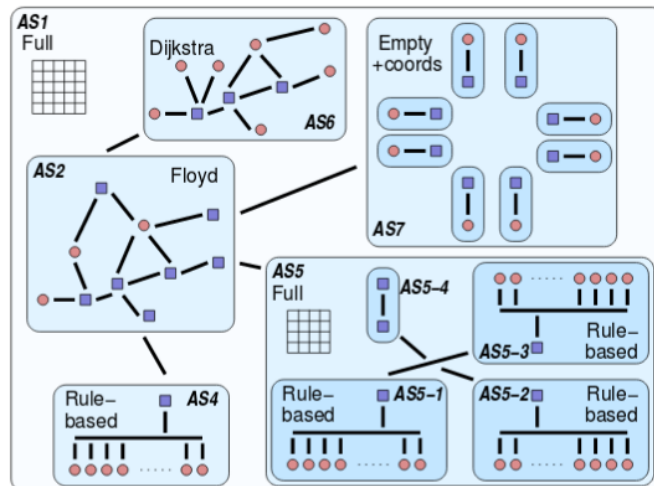 AS1
Full
Dijkstra
AS6
Empty
+coords
AS7
AS2
Floyd
AS5
Full
AS5-4
AS5-3
Rule-
based
Rule-
based
AS4
Rule-
based
AS5-1
AS5-2
Rule-
based